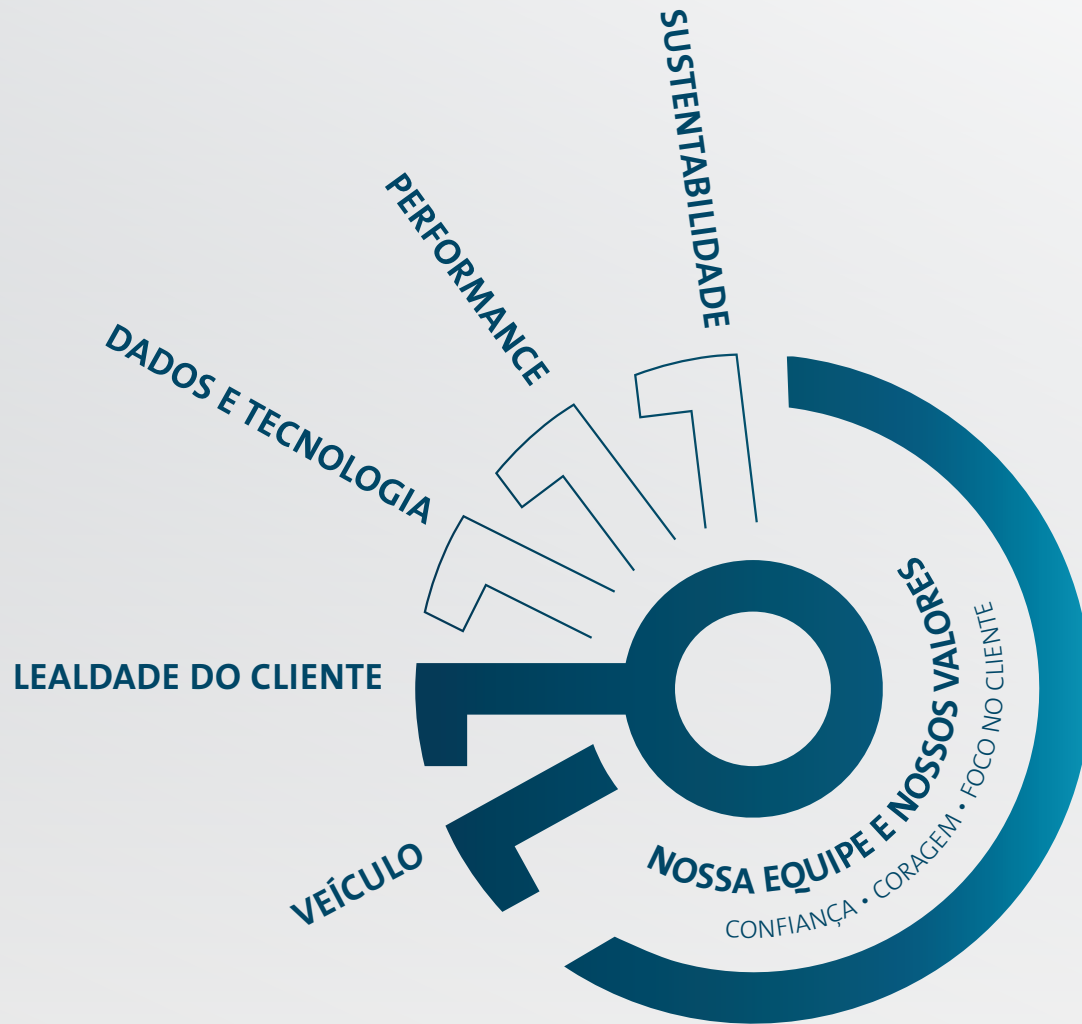 SUSTENTABILIDADE
PERFORMANCE
DADOS E TECNOLOGIA
LEALDADE DO CLIENTE
VEÍCULO
NOSSA EQUIPE E NOSSOS VALORES
CONFIANÇA • CORAGEM • FOCO NO CLIENTE